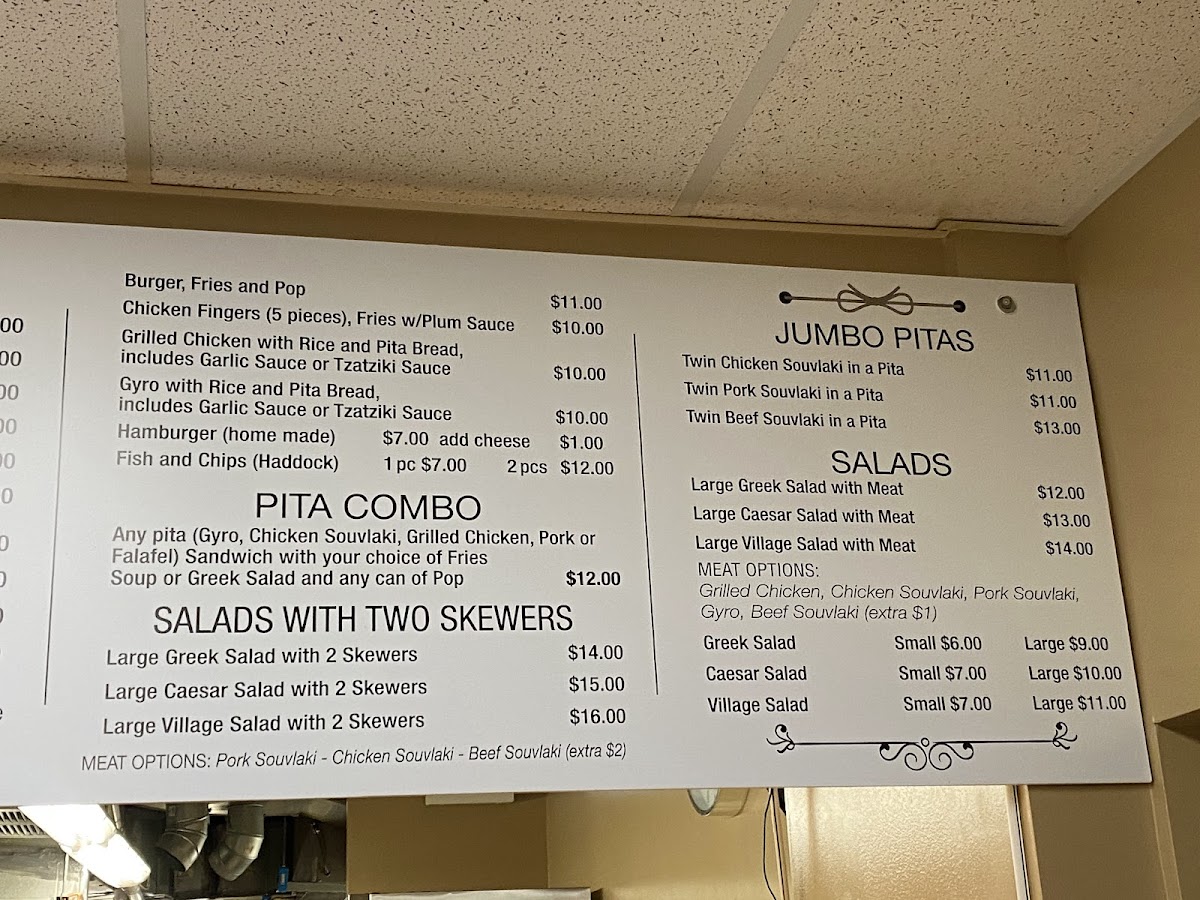 Burger, Fries and Pop $11.00
Chicken Fingers (5 pieces), Fries w/Plum Sauce $10.00
Grilled Chicken with Rice and Pita Bread,
includes Garlic Sauce or Tzatziki Sauce $10.00
Gyro with Rice and Pita Bread,
includes Garlic Sauce or Tzatziki Sauce $10.00
Hamburger (home made) $7.00 add cheese $1.00
Fish and Chips (Haddock) 1 pc $7.00 2 pcs $12.00
PITA COMBO
Any pita (Gyro, Chicken Souvlaki, Grilled Chicken, Pork or
Falafel) Sandwich with your choice of Fries
Soup or Greek Salad and any can of Pop $12.00
SALADS WITH TWO SKEWERS
Large Greek Salad with 2 Skewers $14.00
Large Caesar Salad with 2 Skewers $15.00
Large Village Salad with 2 Skewers $16.00
MEAT OPTIONS: Pork Souvlaki - Chicken Souvlaki - Beef Souvlaki (extra $2)
JUMBO PITAS
Twin Chicken Souvlaki in a Pita $11.00
Twin Pork Souvlaki in a Pita $11.00
Twin Beef Souvlaki in a Pita $13.00
SALADS
Large Greek Salad with Meat $12.00
Large Caesar Salad with Meat $13.00
Large Village Salad with Meat $14.00
MEAT OPTIONS:
Grilled Chicken, Chicken Souvlaki, Pork Souvlaki,
Gyro, Beef Souvlaki (extra $1)
Greek Salad Small $6.00 Large $9.00
Caesar Salad Small $7.00 Large $10.00
Village Salad Small $7.00 Large $11.00